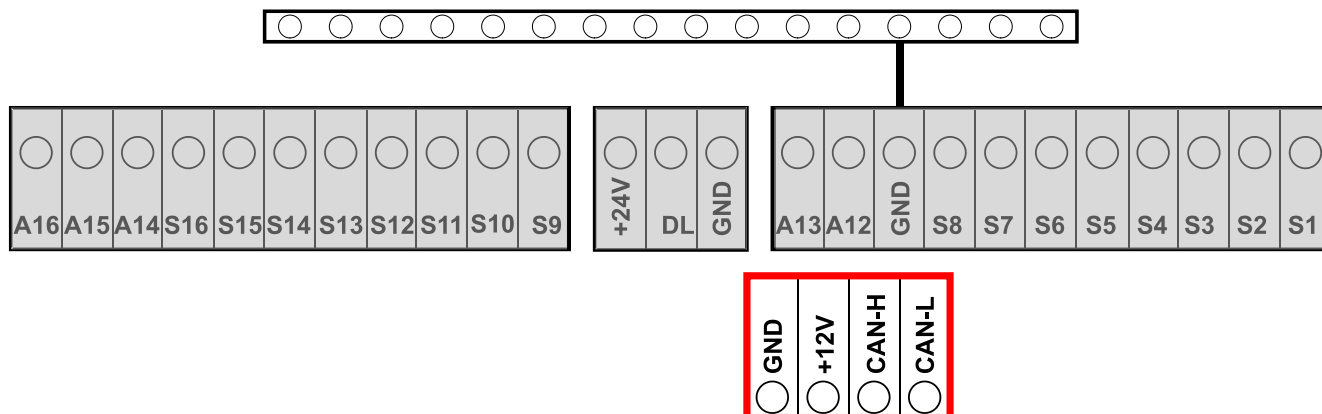 A16 A15 A14 S16 S15 S14 S13 S12 S11 S10 S9 +24V DL GND A13 A12 GND S8 S7 S6 S5 S4 S3 S2 S1
GND +12V CAN-H CAN-L